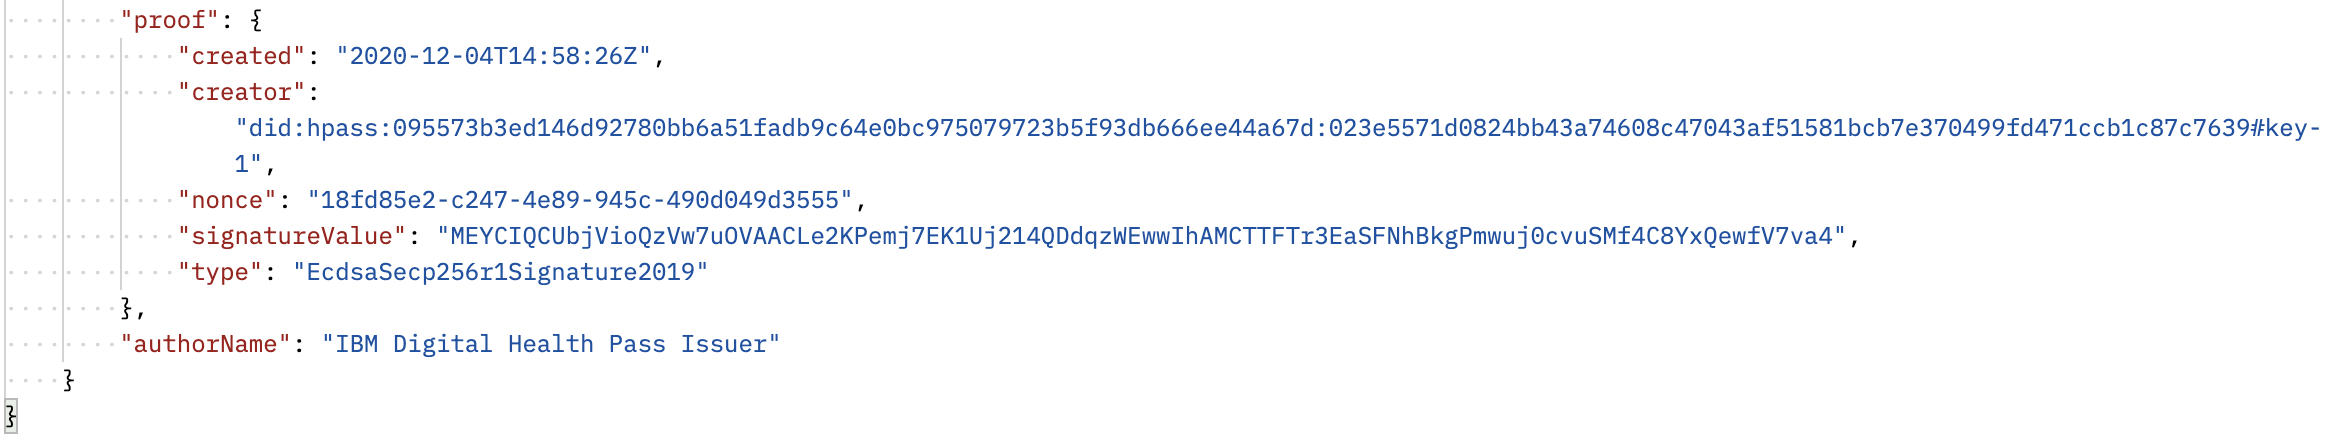 "proof": {
"created": "2020-12-04T14:58:26Z",
"creator":
"did:hpass:095573b3ed146d92780bb6a51fadb9c64e0bc975079723b5f93db666ee44a67d:023e5571d0824bb43a74608c47043af51581bcb7e370499fd471ccb1c87c7639#key-
1",
"nonce": "18fd85e2-c247-4e89-945c-490d049d3555",
"signatureValue": "MEYCIQCUbjVioQzVw7uOVAACLe2KPemj7EK1Uj214QDdqzWEwwIhAMCTTFTr3EaSFNhBkgPmwuj0cvuSMf4C8YxQewfV7va4",
"type": "EcdsaSecp256r1Signature2019"
},
"authorName": "IBM Digital Health Pass Issuer"
}
}